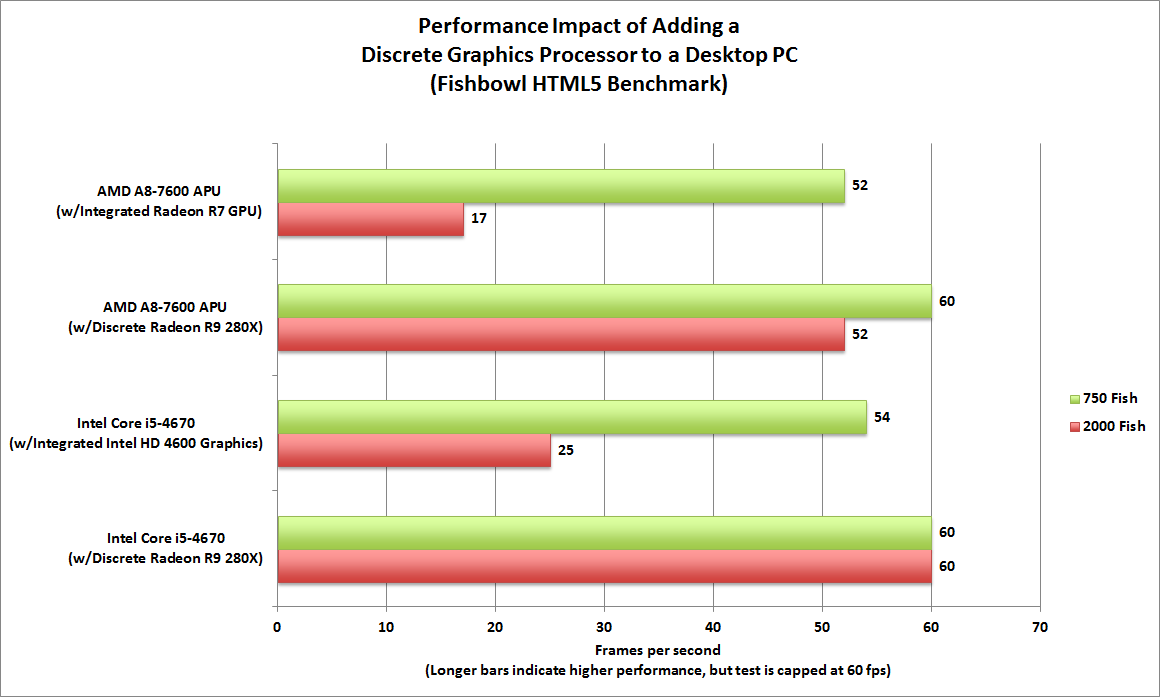 Performance Impact of Adding a
Discrete Graphics Processor to a Desktop PC
(Fishbowl HTML5 Benchmark)
AMD A8-7600 APU
(w/Integrated Radeon R7 GPU)
52
17
AMD A8-7600 APU
(w/Discrete Radeon R9 280X)
60
52
Intel Core i5-4670
(w/Integrated Intel HD 4600 Graphics)
54
25
Intel Core i5-4670
(w/Discrete Radeon R9 280X)
60
60
750 Fish
2000 Fish
0 10 20 30 40 50 60 70
Frames per second
(Longer bars indicate higher performance, but test is capped at 60 fps)